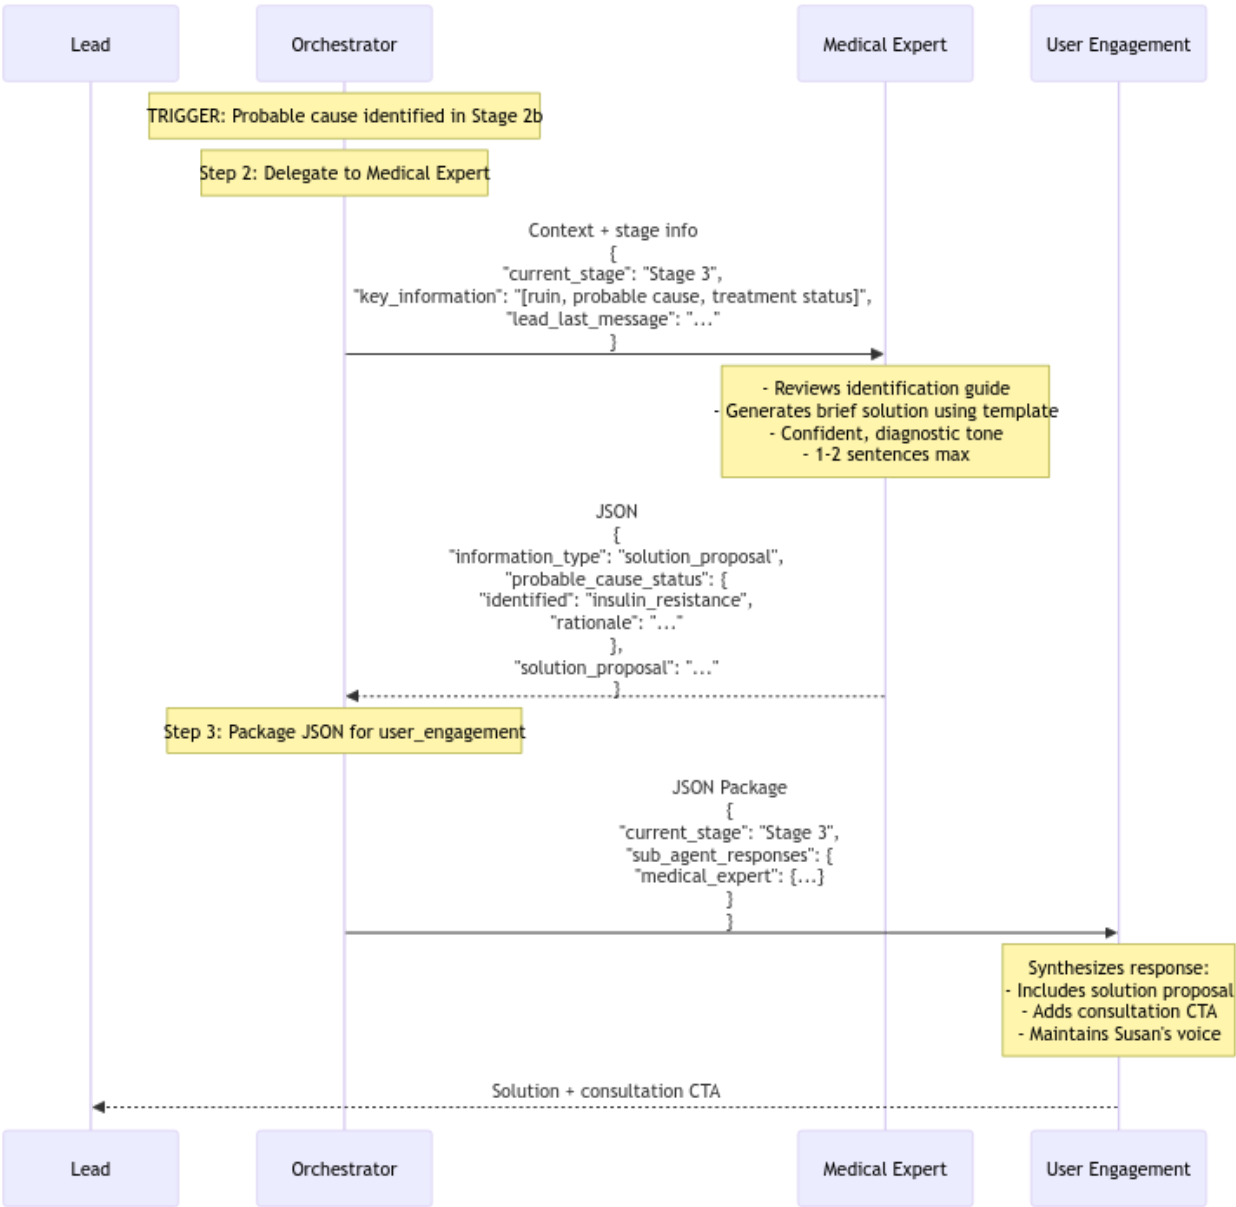 Lead
Orchestrator
Medical Expert
User Engagement
TRIGGER: Probable cause identified in Stage 2b
Step 2: Delegate to Medical Expert
Context + stage info
{
"current_stage": "Stage 3",
"key_information": "[ruin, probable cause, treatment status]",
"lead_last_message": "..."
}
- Reviews identification guide
- Generates brief solution using template
- Confident, diagnostic tone
- 1-2 sentences max
JSON
{
"information_type": "solution_proposal",
"probable_cause_status": {
"identified": "insulin_resistance",
"rationale": "..."
},
"solution_proposal": "..."
}
Step 3: Package JSON for user_engagement
JSON Package
{
"current_stage": "Stage 3",
"sub_agent_responses": {
"medical_expert": {...}
}
}
Synthesizes response:
- Includes solution proposal
- Adds consultation CTA
- Maintains Susan's voice
Solution + consultation CTA
Lead
Orchestrator
Medical Expert
User Engagement